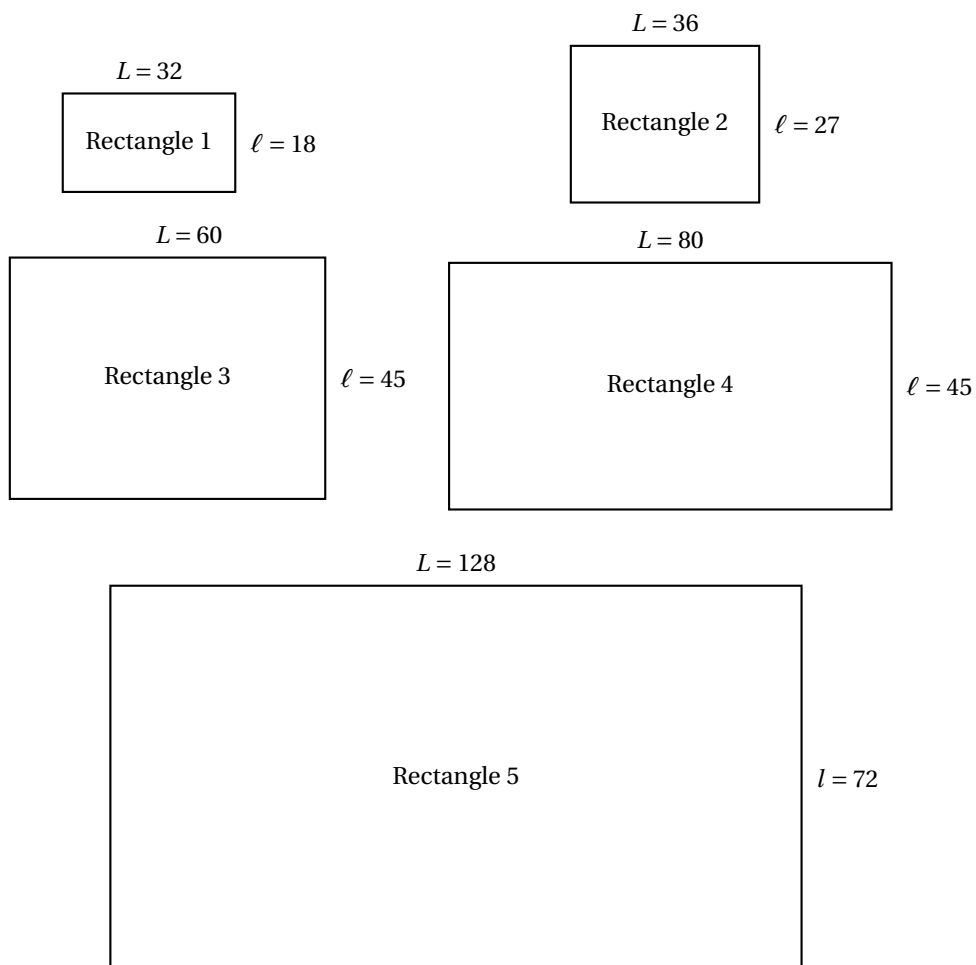 L = 32
Rectangle 1
ℓ = 18
L = 36
Rectangle 2
ℓ = 27
L = 60
Rectangle 3
ℓ = 45
L = 80
Rectangle 4
ℓ = 45
L = 128
Rectangle 5
l = 72